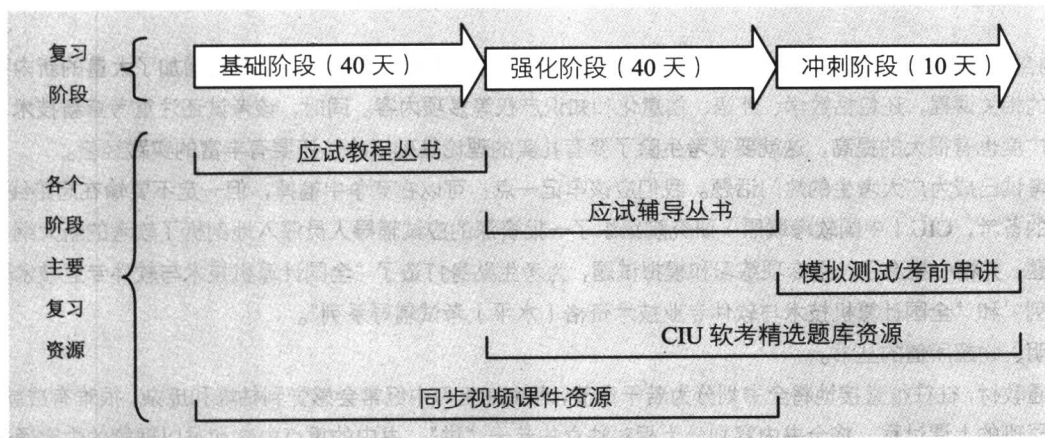 复习
阶段
基础阶段（40 天）
强化阶段（40 天）
冲刺阶段（10 天）
各个
阶段
主要
复习
资源
应试教程丛书
应试辅导丛书
模拟测试/考前串讲
CIU 软考精选题库资源
同步视频课件资源